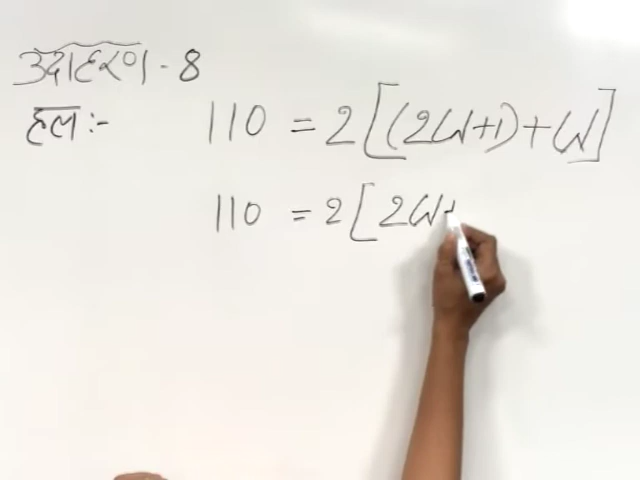 उदाहरण - 8
हल :- 110 = 2[(2W+1)+W]
110 = 2[2W+